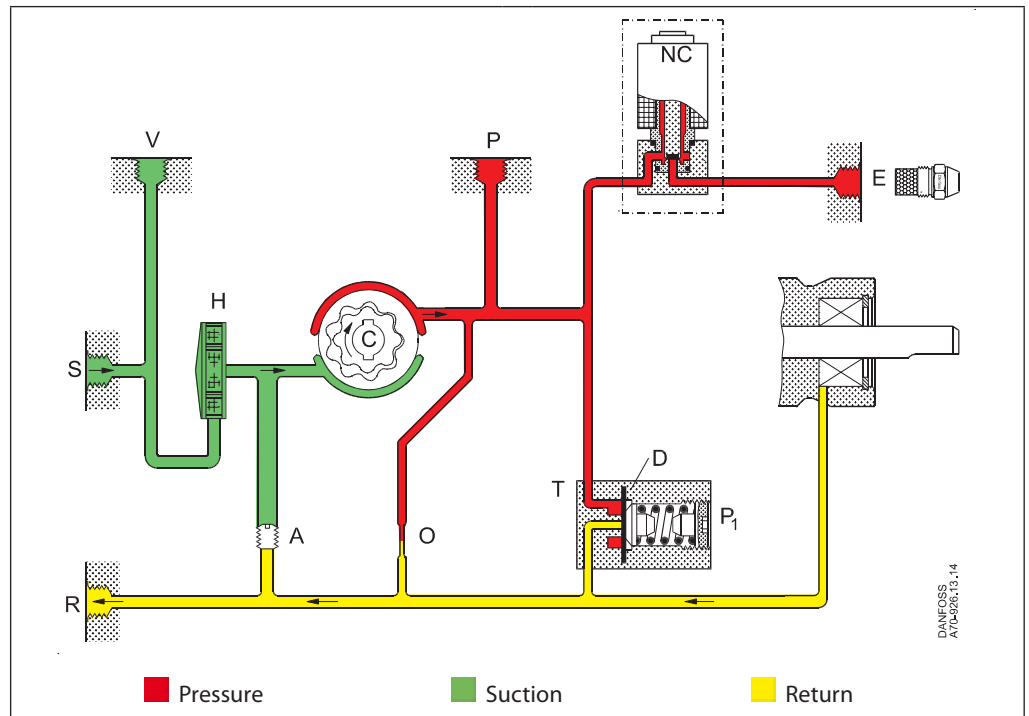 NC
V
P
E
H
C
S
D
T
P1
A
O
R
DANFOSS
A70-926.13.14
Pressure
Suction
Return